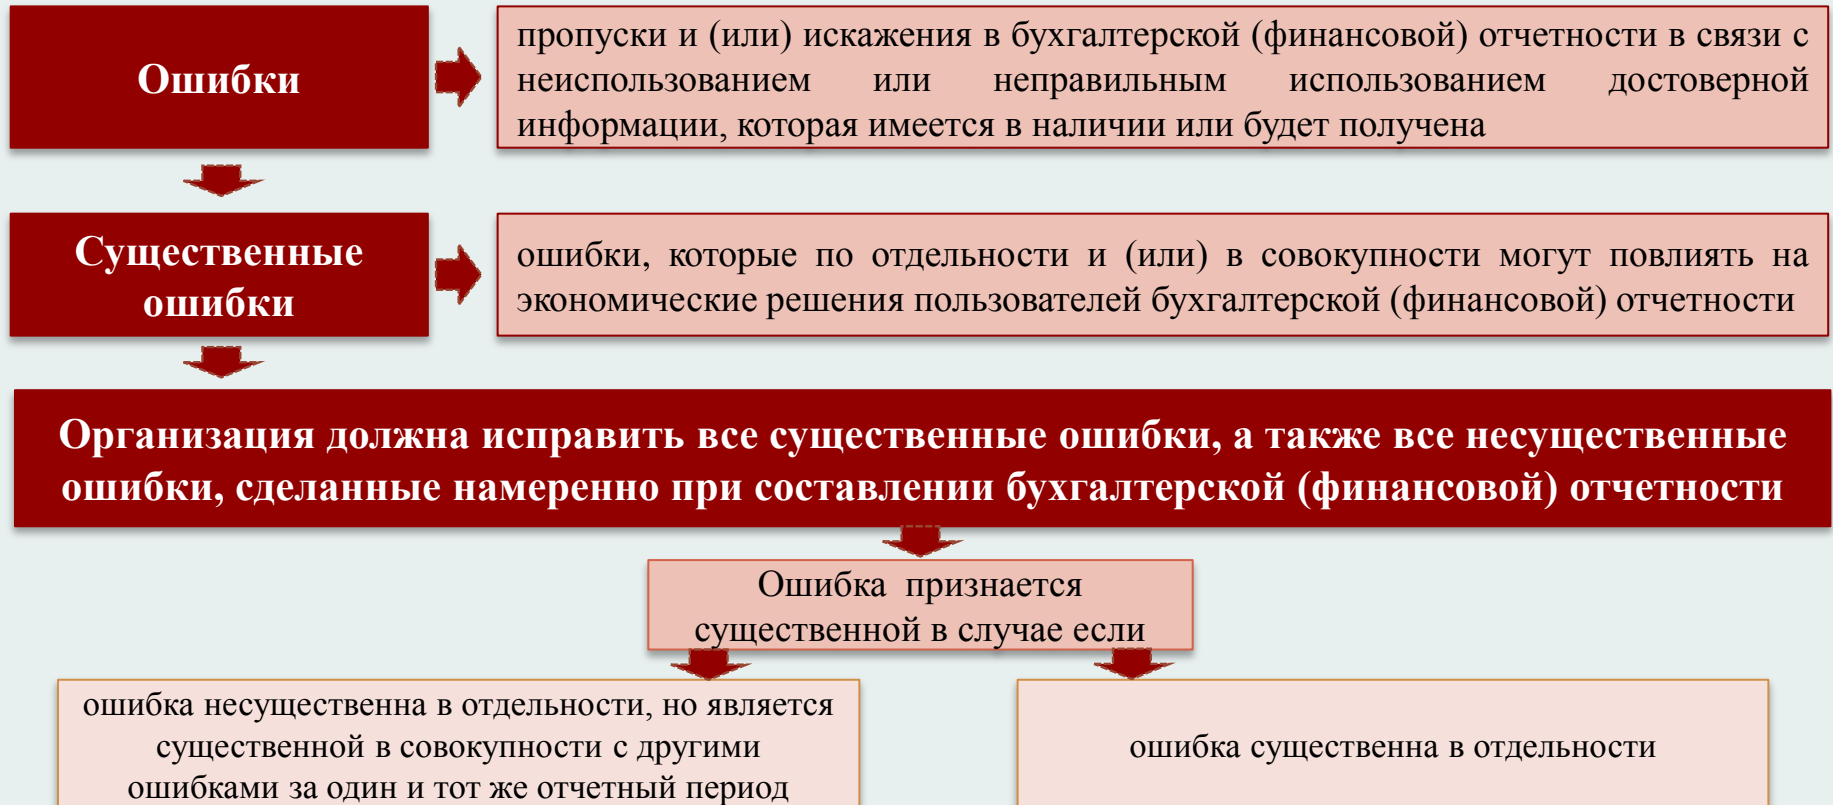 Ошибки
пропуски и (или) искажения в бухгалтерской (финансовой) отчетности в связи с
неиспользованием или неправильным использованием достоверной
информации, которая имеется в наличии или будет получена
Существенные
ошибки
ошибки, которые по отдельности и (или) в совокупности могут повлиять на
экономические решения пользователей бухгалтерской (финансовой) отчетности
Организация должна исправить все существенные ошибки, а также все несущественные
ошибки, сделанные намеренно при составлении бухгалтерской (финансовой) отчетности
Ошибка признается
существенной в случае если
ошибка несущественна в отдельности, но является
существенной в совокупности с другими
ошибками за один и тот же отчетный период
ошибка существенна в отдельности